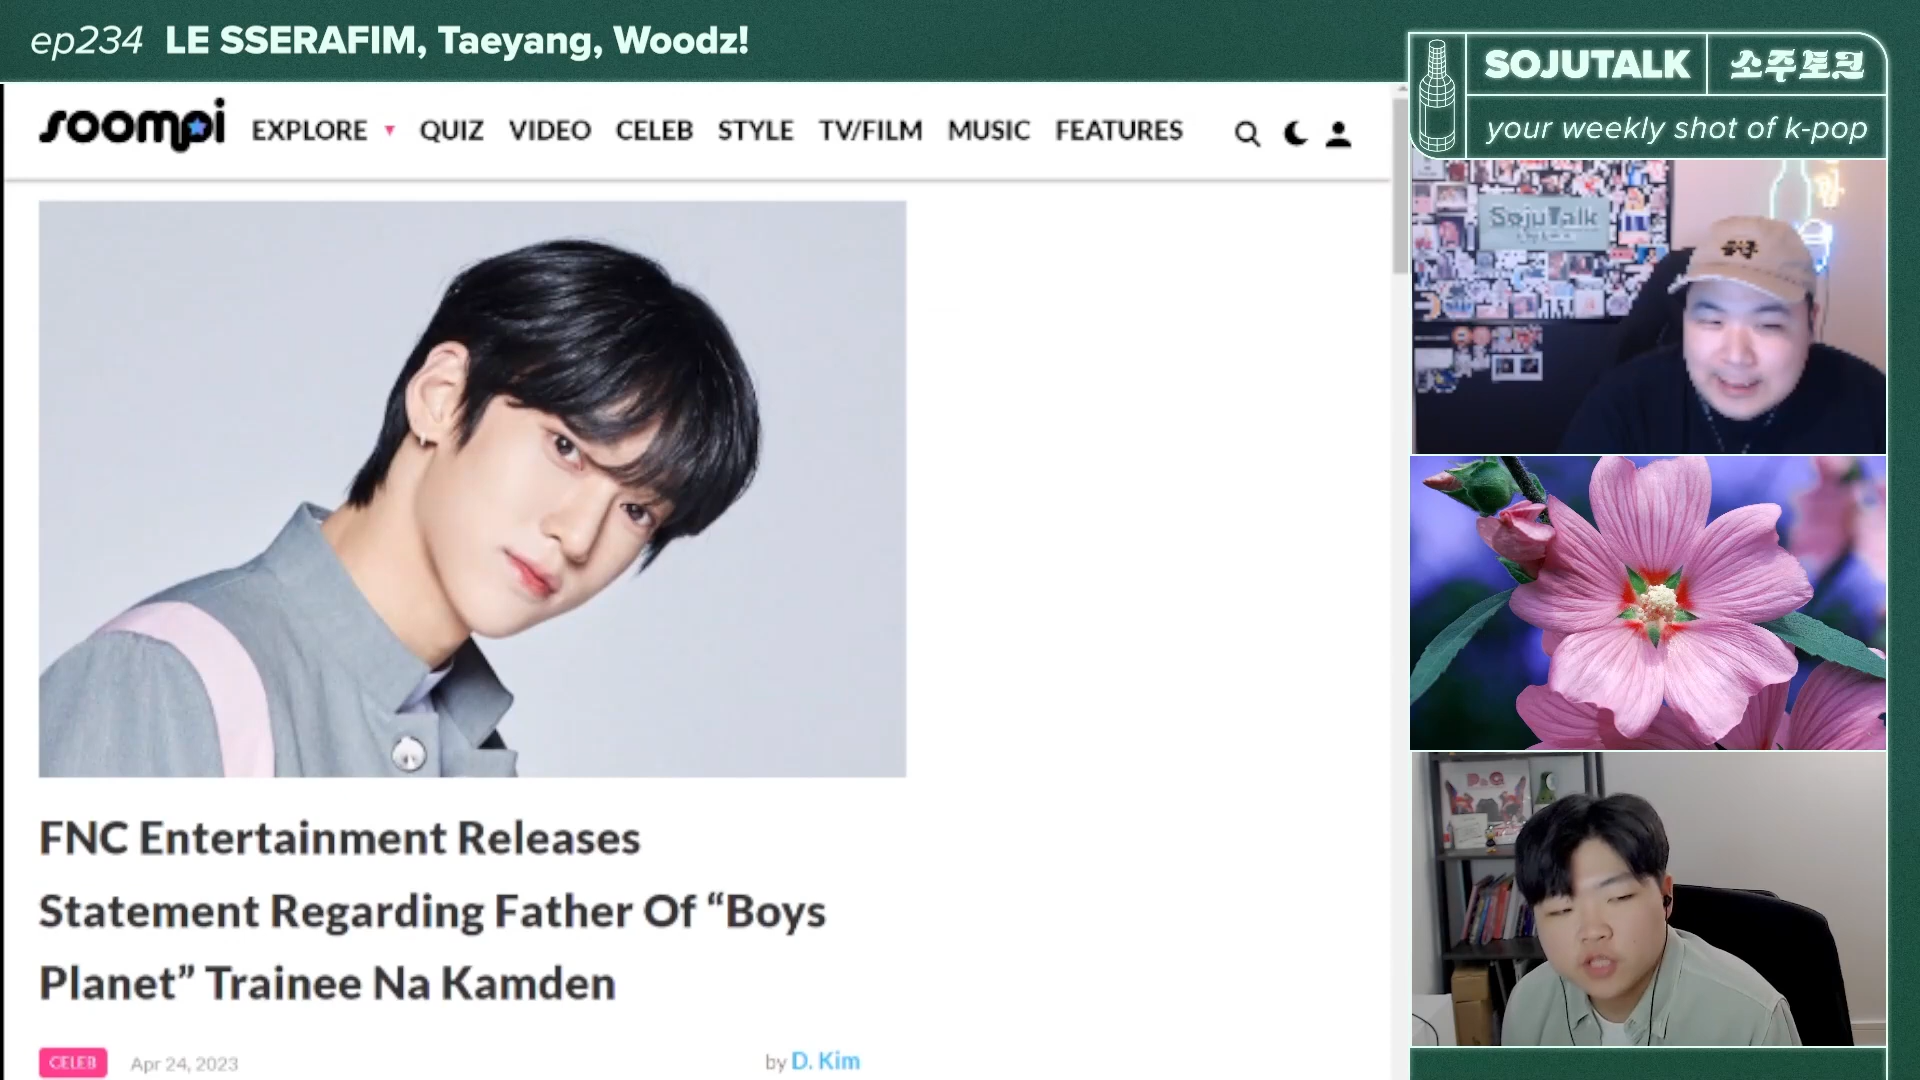 ep234 LE SSERAFIM, Taeyang, Woodz!
SOJUTALK 소주토크
your weekly shot of k-pop
soompi EXPLORE QUIZ VIDEO CELEB STYLE TV/FILM MUSIC FEATURES
SojuTalk
소주
P&Q
FNC Entertainment Releases
Statement Regarding Father Of “Boys
Planet” Trainee Na Kamden
CELEB Apr 24, 2023 by D. Kim